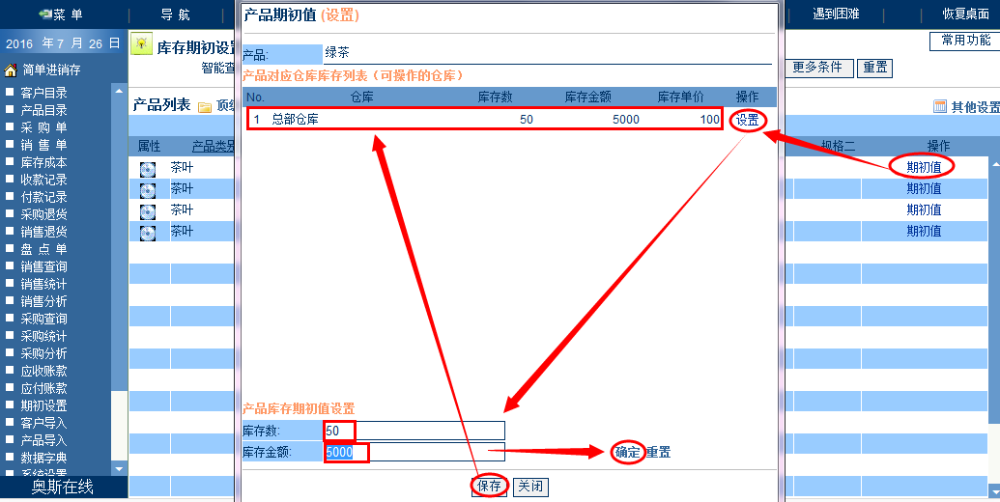 菜 单
导 航
遇到困难
恢复桌面
2016 年 7 月 26 日
简单进销存
客户目录
产品目录
采 购 单
销 售 单
库存成本
收款记录
付款记录
采购退货
销售退货
盘 点 单
销售查询
销售统计
销售分析
采购查询
采购统计
采购分析
应收账款
应付账款
期初设置
客户导入
产品导入
数据字典
系统设置
奥斯在线
库存期初设置
智能查
常用功能
更多条件 重置
产品列表 顶级
其他设置
属性 产品类别
规格二 操作
茶叶 期初值
茶叶 期初值
茶叶 期初值
茶叶 期初值
产品期初值 (设置)
产品: 绿茶
产品对应仓库库存列表（可操作的仓库）
No. 仓库 库存数 库存金额 库存单价 操作
1 总部仓库 50 5000 100 设置
产品库存期初值设置
库存数: 50
库存金额: 5000 确定 重置
保存 关闭